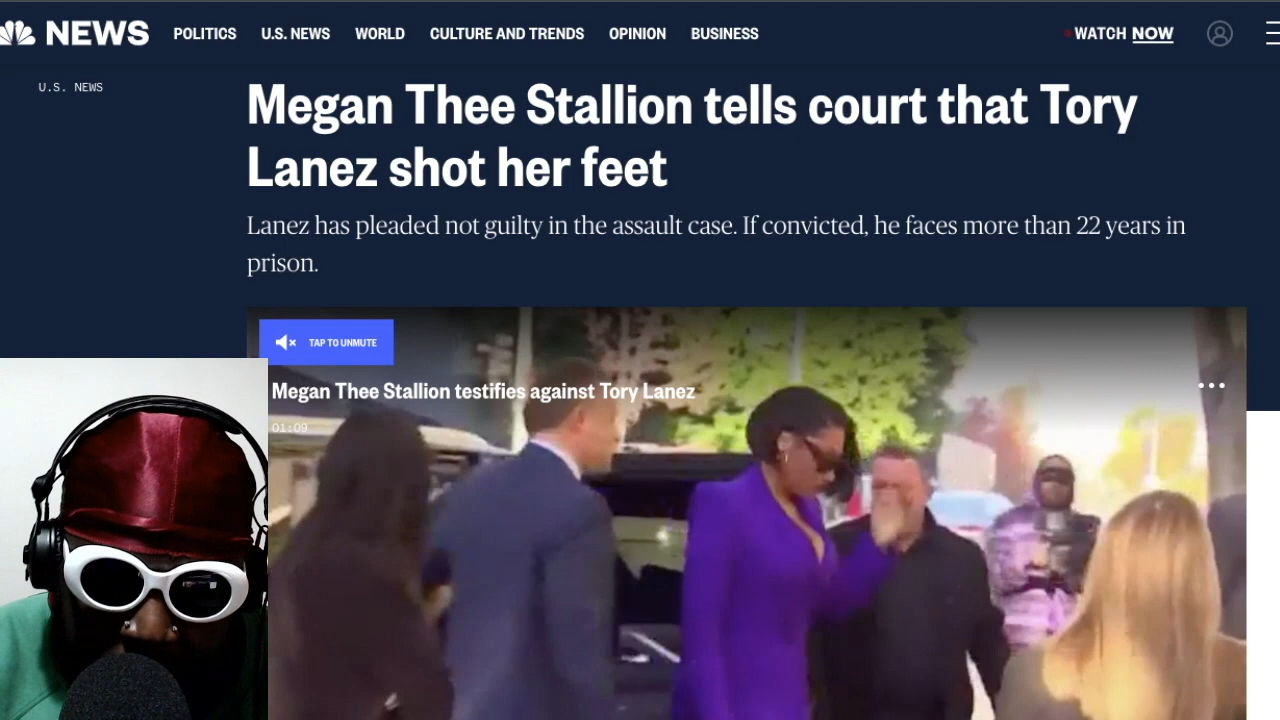 NEWS
POLITICS
U.S. NEWS
WORLD
CULTURE AND TRENDS
OPINION
BUSINESS
WATCH NOW
U.S. NEWS
Megan Thee Stallion tells court that Tory
Lanez shot her feet
Lanez has pleaded not guilty in the assault case. If convicted, he faces more than 22 years in
prison.
TAP TO UNMUTE
Megan Thee Stallion testifies against Tory Lanez
01:09